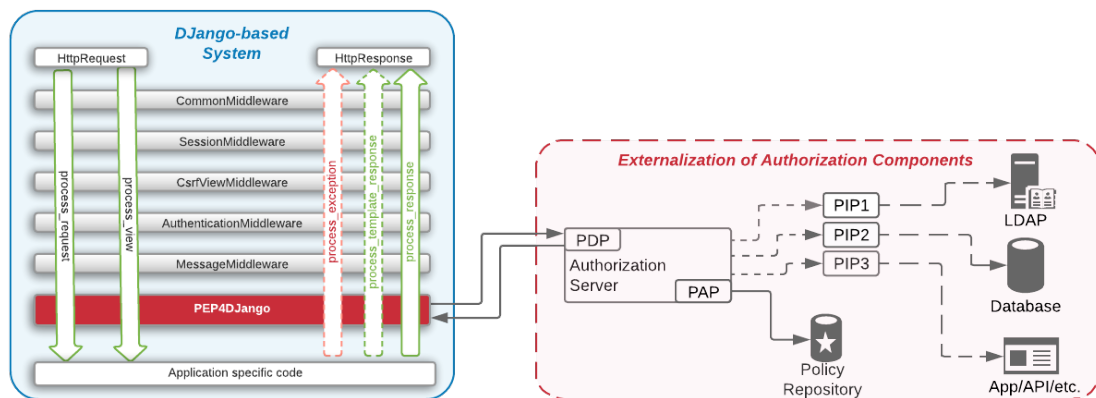 DJango-based
System
HttpRequest
HttpResponse
CommonMiddleware
SessionMiddleware
CsrfViewMiddleware
AuthenticationMiddleware
MessageMiddleware
PEP4DJango
Application specific code
process_request
process_view
process_exception
process_template_response
process_response
Externalization of Authorization Components
PDP
Authorization
Server
PAP
PIP1
PIP2
PIP3
LDAP
Database
App/API/etc.
Policy
Repository